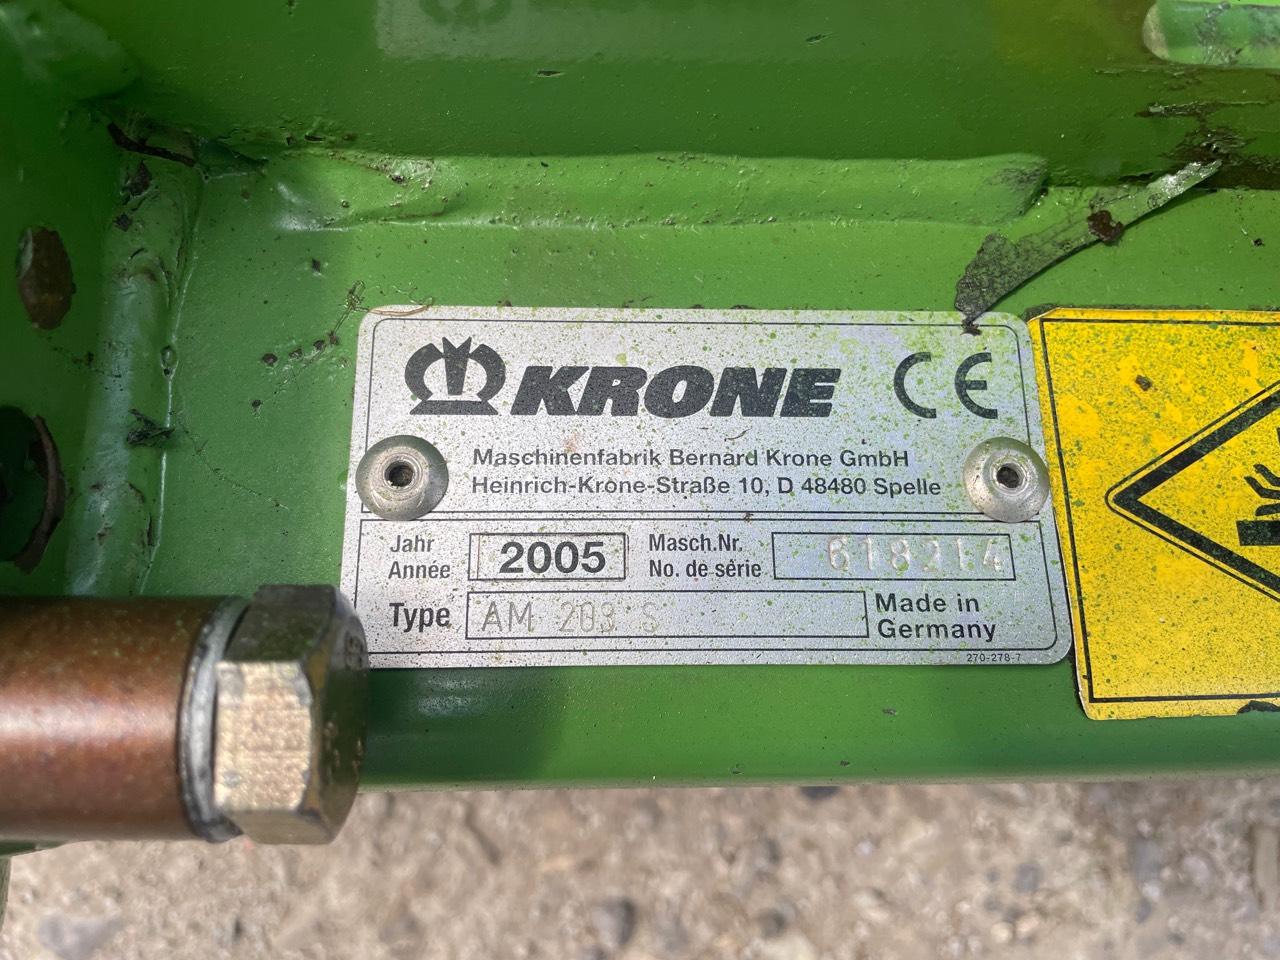 KRONE CE
Maschinenfabrik Bernard Krone GmbH
Heinrich-Krone-Straße 10, D 48480 Spelle
Jahr 2005 Masch.Nr. 618214
Année No. de série
Type AM 203 S Made in
Germany
270-278-7